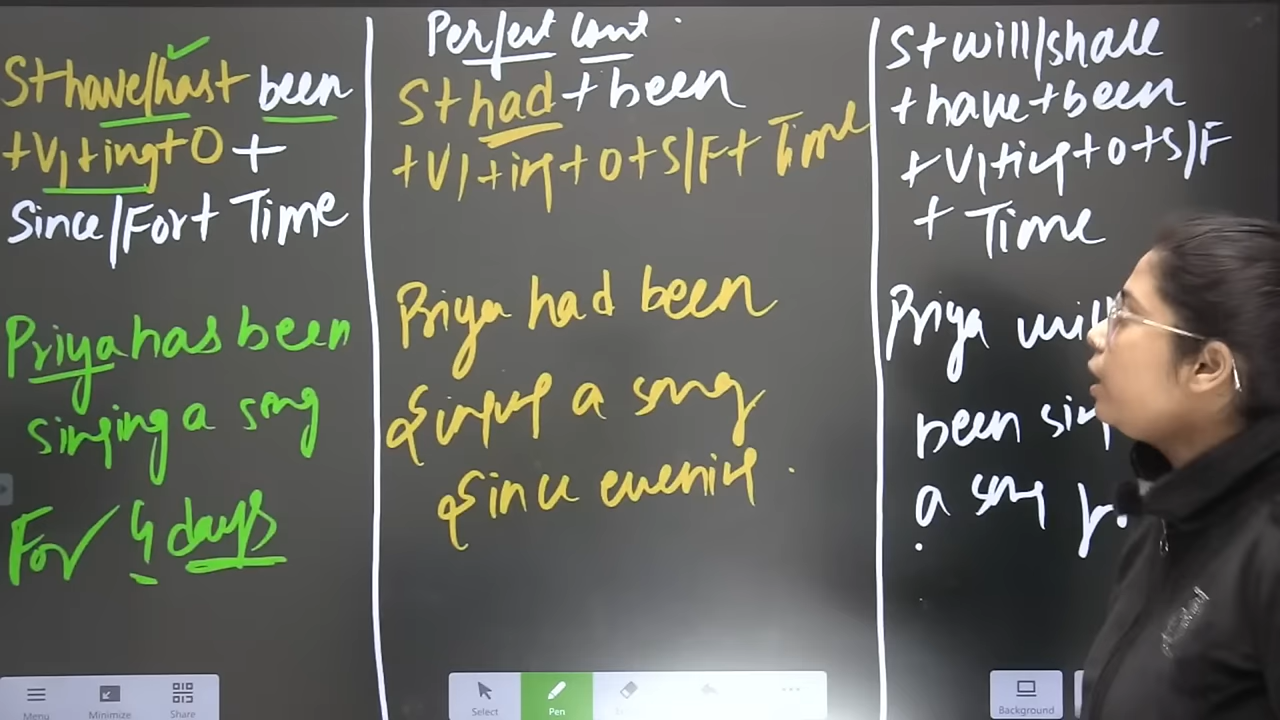 S+have/has+ been
+V1+ing+O +
Since/For+ Time
Priya has been
singing a song
For 4 days
Perfect Cont.
S+had+been
+V1+ing+O+S/F+ Time
Priya had been
singing a song
Since evening.
S+will/shall
+have+been
+V1+ing+O+S/F
+ Time
Priya will
been
a song
Menu
Minimize
Share
Select
Pen
Background